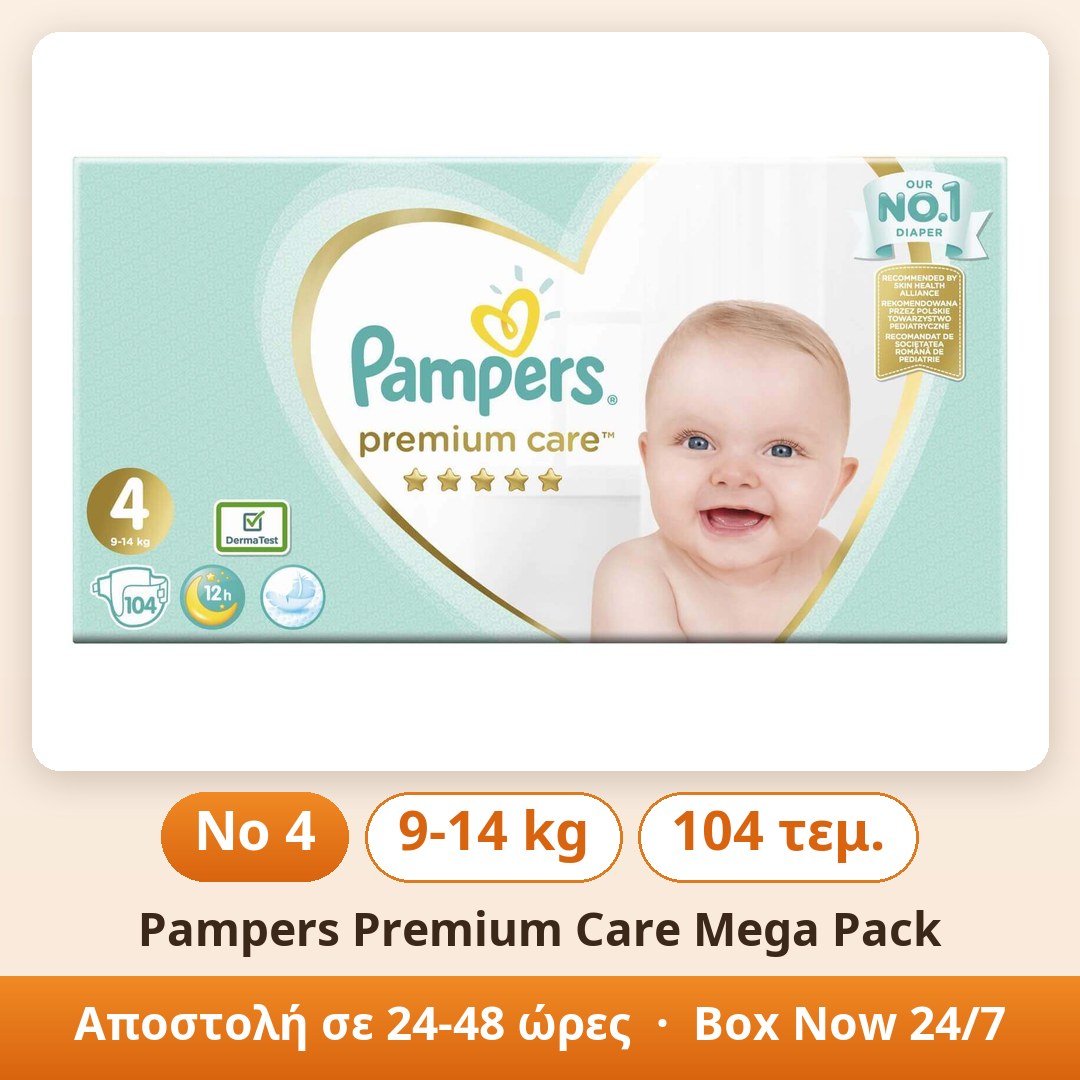 OUR
NO.1
DIAPER
RECOMMENDED BY
SKIN HEALTH
ALLIANCE
REKOMENDOWANA
PRZEZ POLSKIE
TOWARZYSTWO
PEDIATRYCZNE
RECOMANDAT DE
SOCIETATEA
ROMÂNĂ DE
PEDIATRIE
Pampers®
premium care™
4
9-14 kg
DermaTest
104
12h
No 4
9-14 kg
104 τεμ.
Pampers Premium Care Mega Pack
Αποστολή σε 24-48 ώρες · Box Now 24/7